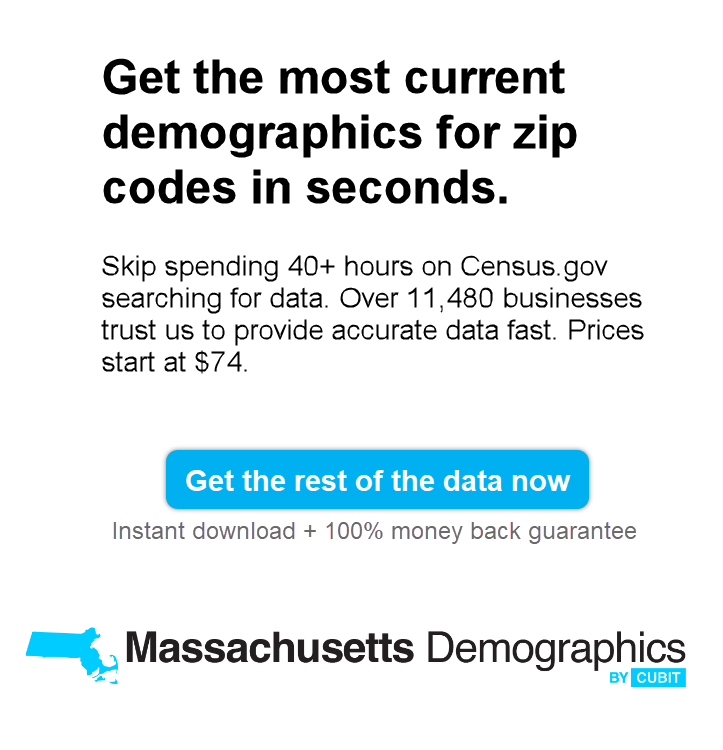 Get the most current
demographics for zip
codes in seconds.
Skip spending 40+ hours on Census.gov
searching for data. Over 11,480 businesses
trust us to provide accurate data fast. Prices
start at $74.
Get the rest of the data now
Instant download + 100% money back guarantee
Massachusetts Demographics
BY CUBIT